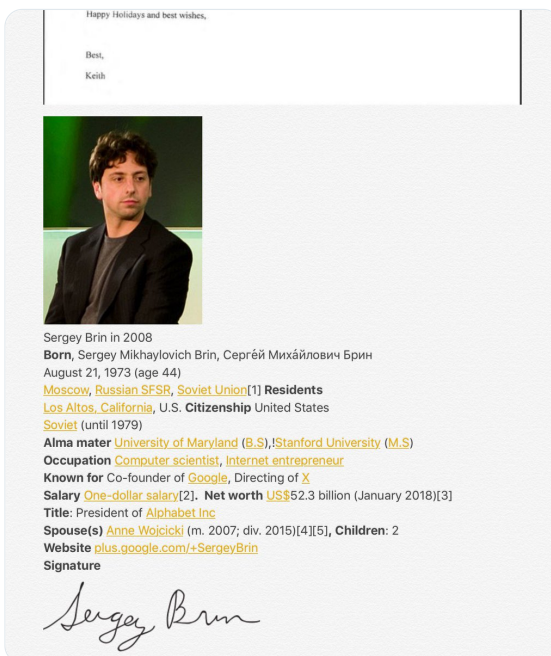 Happy Holidays and best wishes,
Best,
Keith
Sergey Brin in 2008
Born, Sergey Mikhaylovich Brin, Серге́й Миха́йлович Брин
August 21, 1973 (age 44)
Moscow, Russian SFSR, Soviet Union[1] Residents
Los Altos, California, U.S. Citizenship United States
Soviet (until 1979)
Alma mater University of Maryland (B.S),!Stanford University (M.S)
Occupation Computer scientist, Internet entrepreneur
Known for Co-founder of Google, Directing of X
Salary One-dollar salary[2].  Net worth US$52.3 billion (January 2018)[3]
Title: President of Alphabet Inc
Spouse(s) Anne Wojcicki (m. 2007; div. 2015)[4][5], Children: 2
Website plus.google.com/+SergeyBrin
Signature
Sergey Brin